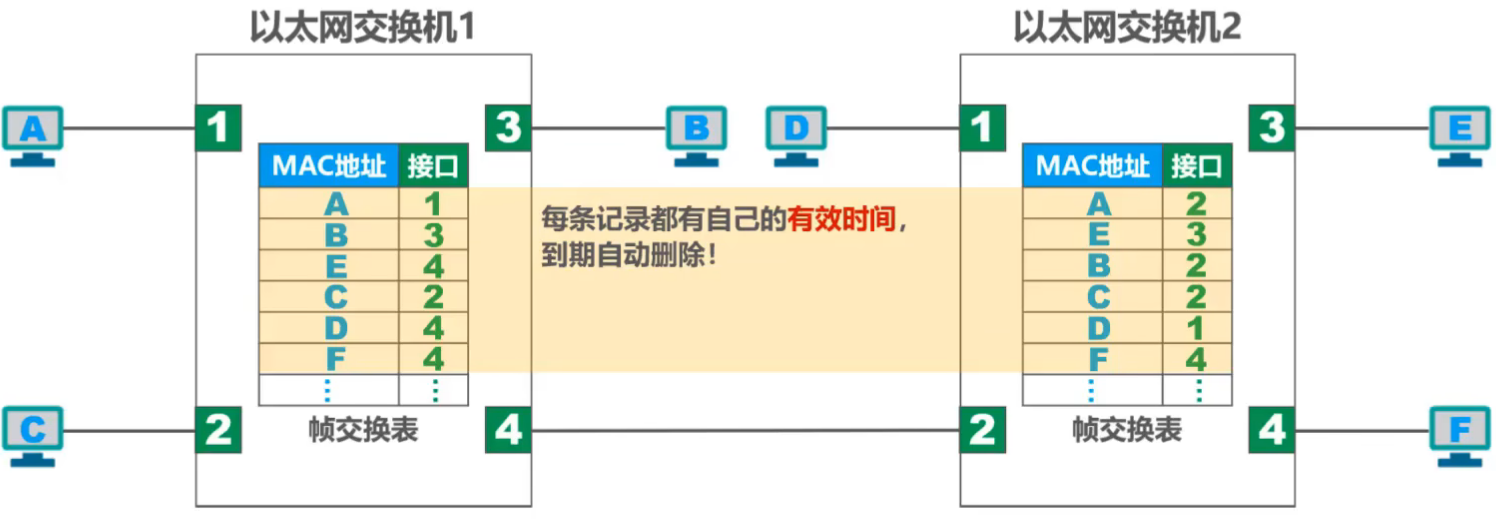 以太网交换机1 以太网交换机2
A 1 3 B D 1 3 E
MAC地址 接口 MAC地址 接口
A 1 A 2
B 3 E 3
E 4 B 2
C 2 C 2
D 4 D 1
F 4 F 4
⋮ ⋮ ⋮ ⋮
每条记录都有自己的有效时间，
到期自动删除！
C 2 4 2 4 F
帧交换表 帧交换表